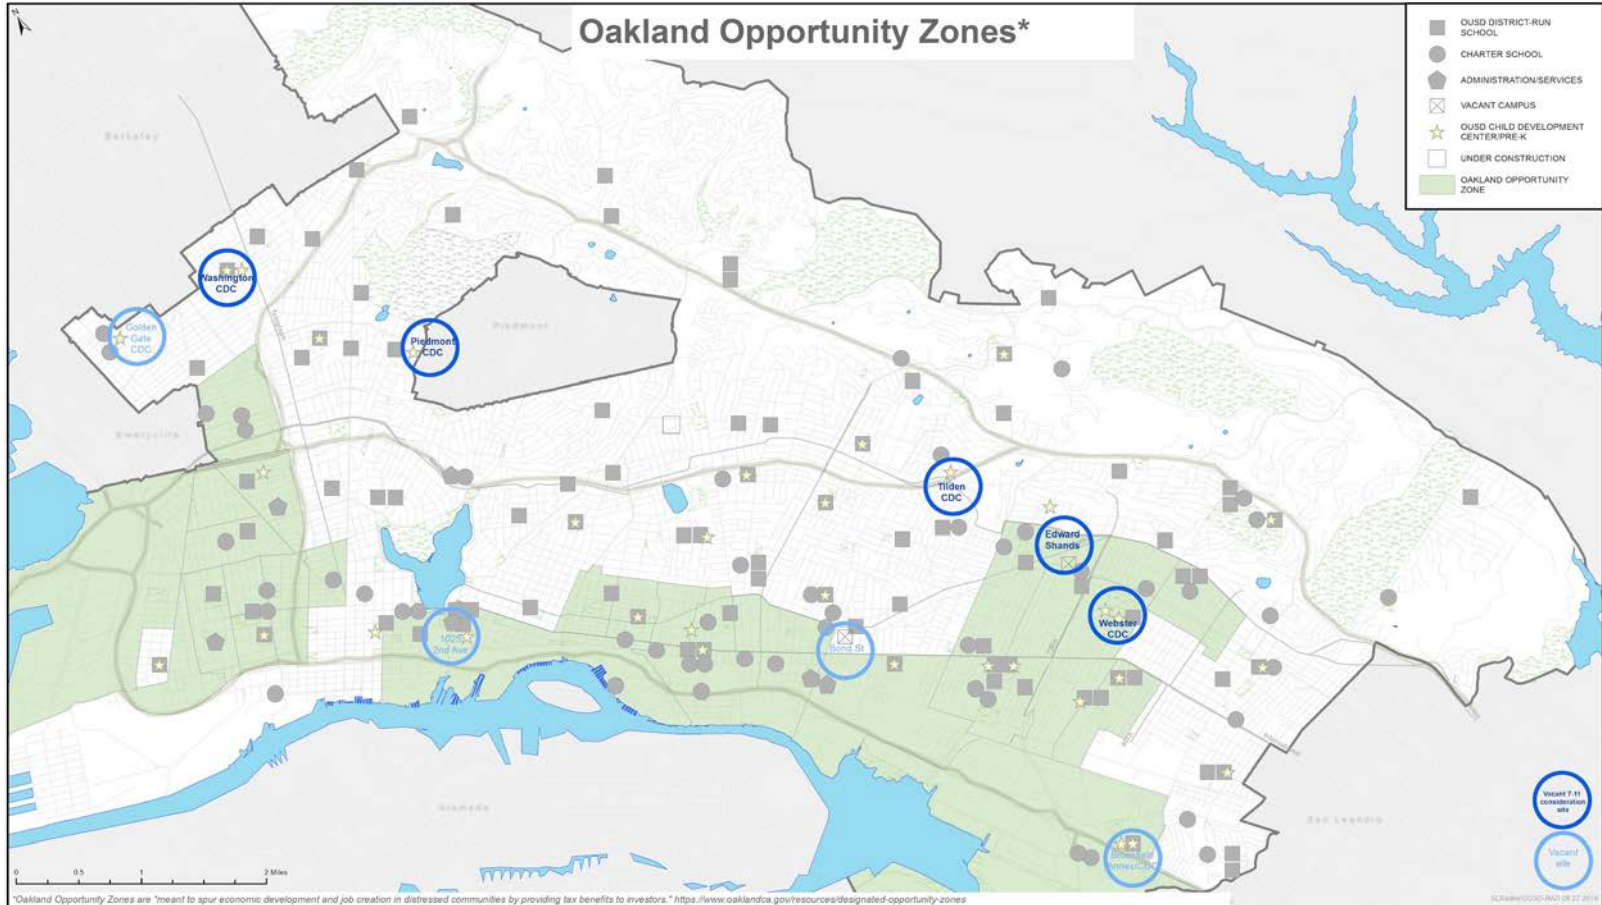 N
Oakland Opportunity Zones*
OUSD DISTRICT-RUN
SCHOOL
CHARTER SCHOOL
ADMINISTRATION/SERVICES
VACANT CAMPUS
OUSD CHILD DEVELOPMENT
CENTER/PRE-K
UNDER CONSTRUCTION
OAKLAND OPPORTUNITY
ZONE
Berkeley
Washington
CDC
Golden
Gate
CDC
Piedmont
CDC
Piedmont
Emeryville
Tilden
CDC
Edward
Shands
Webster
CDC
1025
2nd Ave
Bond St
Brookfield
Annex/CDC
Alameda
San Leandro
Vacant 7-11
consideration
site
Vacant
site
0 0.5 1 2 Miles
*Oakland Opportunity Zones are "meant to spur economic development and job creation in distressed communities by providing tax benefits to investors." https://www.oaklandca.gov/resources/designated-opportunity-zones